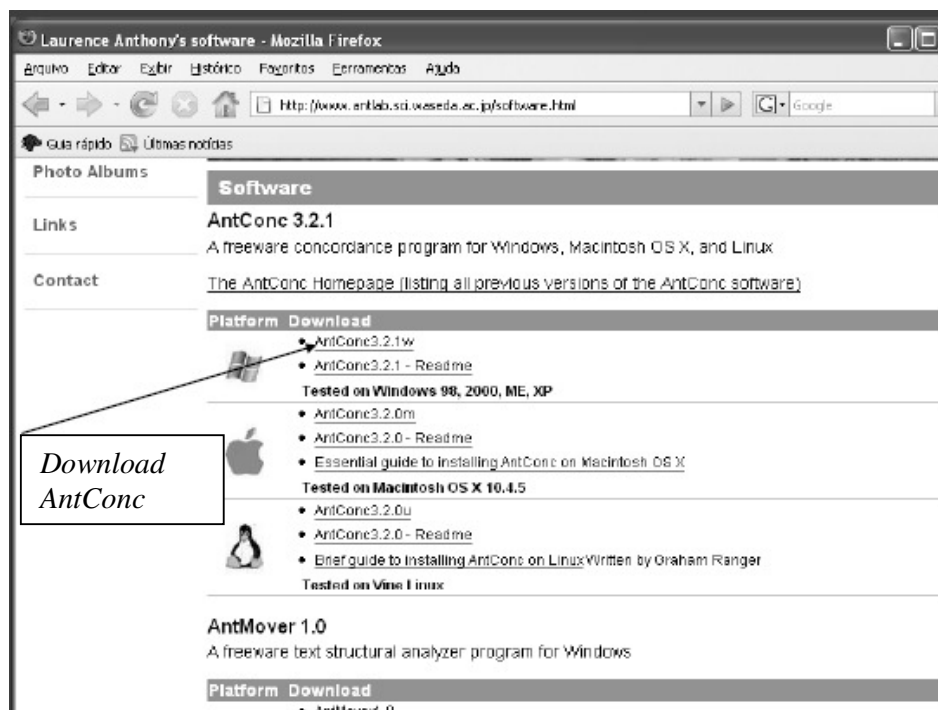 Laurence Anthony's software - Mozilla Firefox
Arquivo Editar Exibir Histórico Favoritos Ferramentas Ajuda
http://www.antlab.sci.waseda.ac.jp/software.html
Google
Guia rápido Últimas notícias
Photo Albums
Links
Contact
Software
AntConc 3.2.1
A freeware concordance program for Windows, Macintosh OS X, and Linux
The AntConc Homepage (listing all previous versions of the AntConc software)
Platform Download
• AntConc3.2.1w
• AntConc3.2.1 - Readme
Tested on Windows 98, 2000, ME, XP
• AntConc3.2.0m
• AntConc3.2.0 - Readme
• Essential guide to installing AntConc on Macintosh OS X
Tested on Macintosh OS X 10.4.5
Download
AntConc
• AntConc3.2.0u
• AntConc3.2.0 - Readme
• Brief guide to installing AntConc on Linux Written by Graham Ranger
Tested on Vine Linux
AntMover 1.0
A freeware text structural analyzer program for Windows
Platform Download